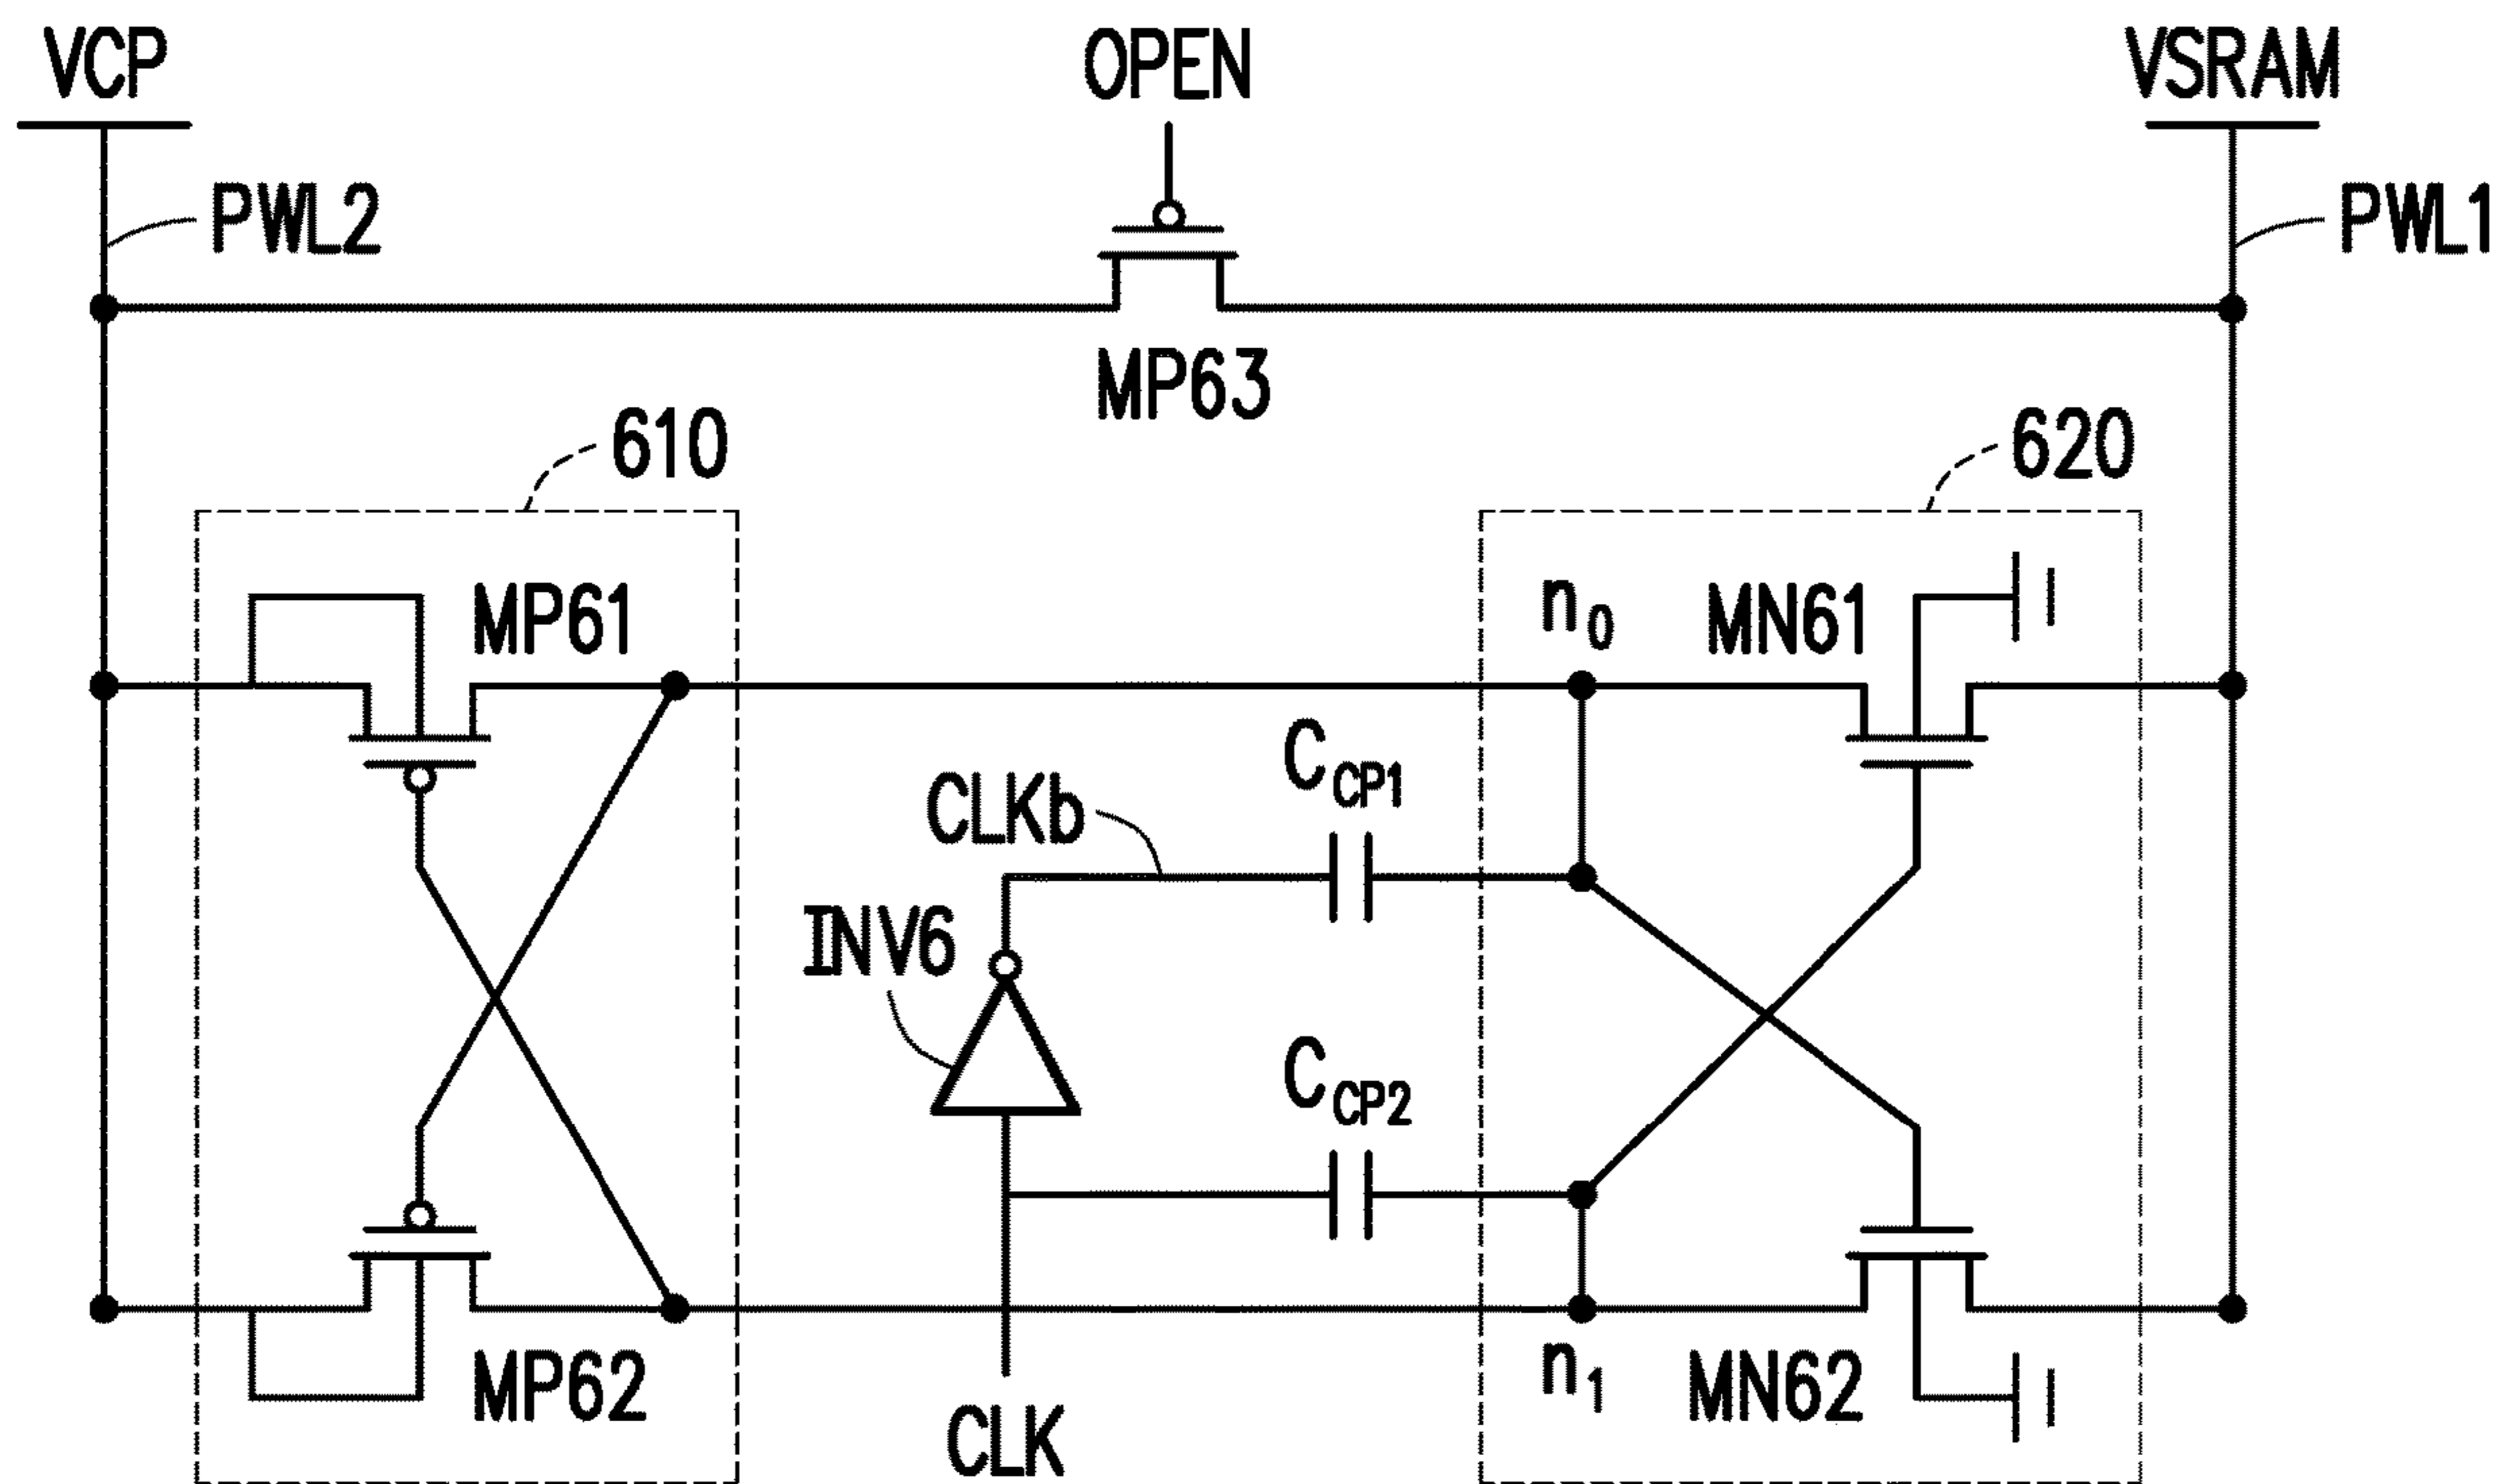 VCP
OPEN
VSRAM
PWL2
PWL1
MP63
610
620
MP61
n0
MN61
CCP1
CLKb
INV6
CCP2
MP62
n1
MN62
CLK